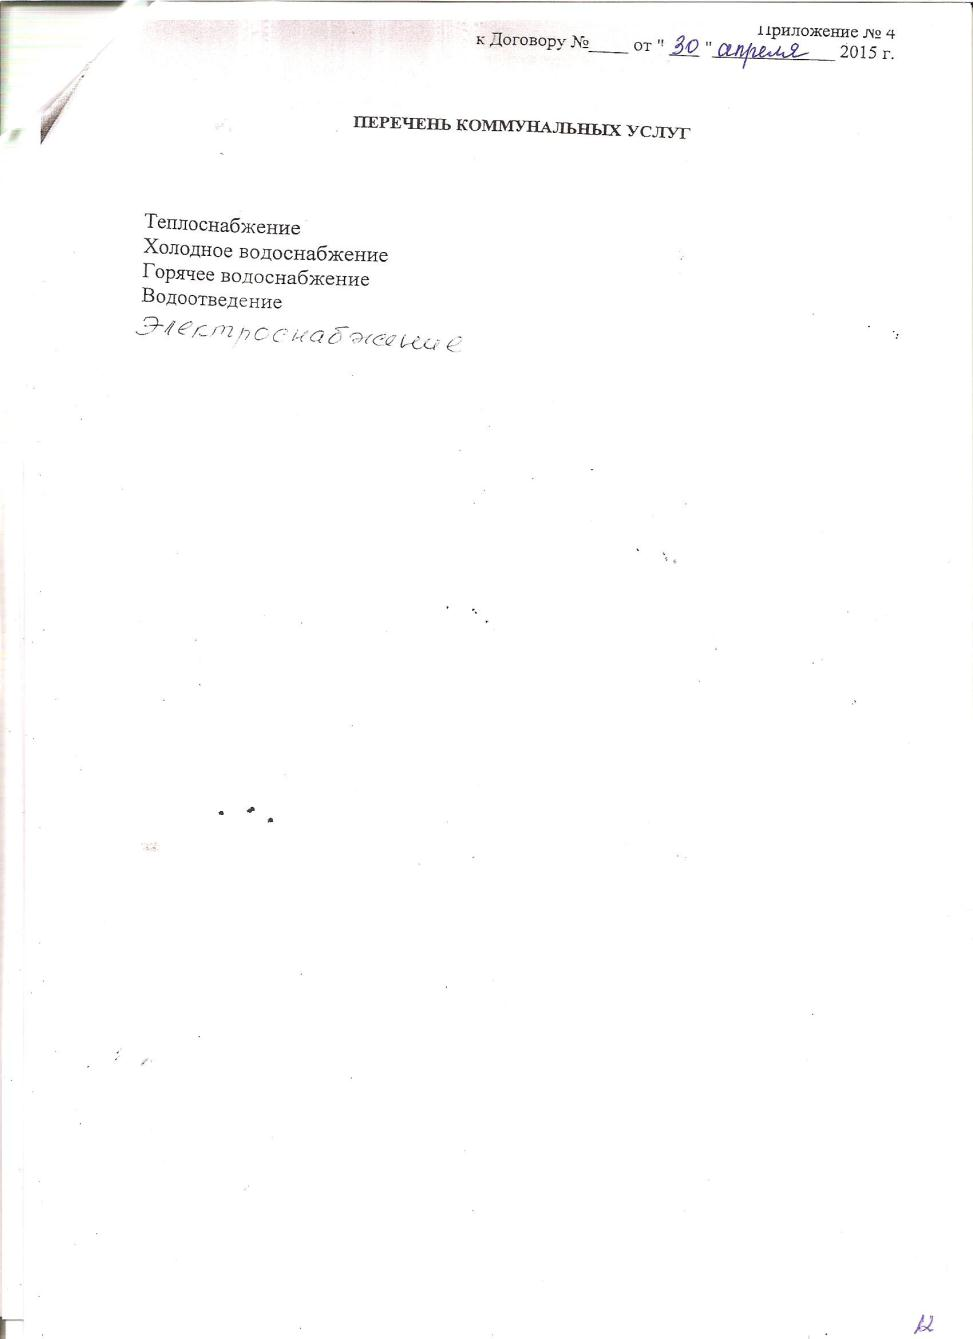 Приложение № 4
к Договору №____ от " 30 " апреля 2015 г.
ПЕРЕЧЕНЬ КОММУНАЛЬНЫХ УСЛУГ
Теплоснабжение
Холодное водоснабжение
Горячее водоснабжение
Водоотведение
Электроснабжение
12